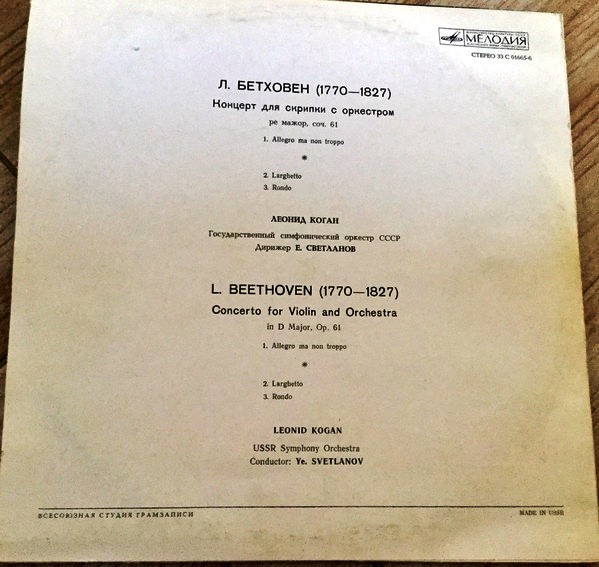 МЕЛОДИЯ
СТЕРЕО 33 С 01665-6
Л. БЕТХОВЕН (1770—1827)
Концерт для скрипки с оркестром
ре мажор, соч. 61
1. Allegro ma non troppo
*
2. Larghetto
3. Rondo
ЛЕОНИД КОГАН
Государственный симфонический оркестр СССР
Дирижер Е. СВЕТЛАНОВ
L. BEETHOVEN (1770—1827)
Concerto for Violin and Orchestra
in D Major, Op. 61
1. Allegro ma non troppo
*
2. Larghetto
3. Rondo
LEONID KOGAN
USSR Symphony Orchestra
Conductor: Ye. SVETLANOV
ВСЕСОЮЗНАЯ СТУДИЯ ГРАМЗАПИСИ
MADE IN USSR